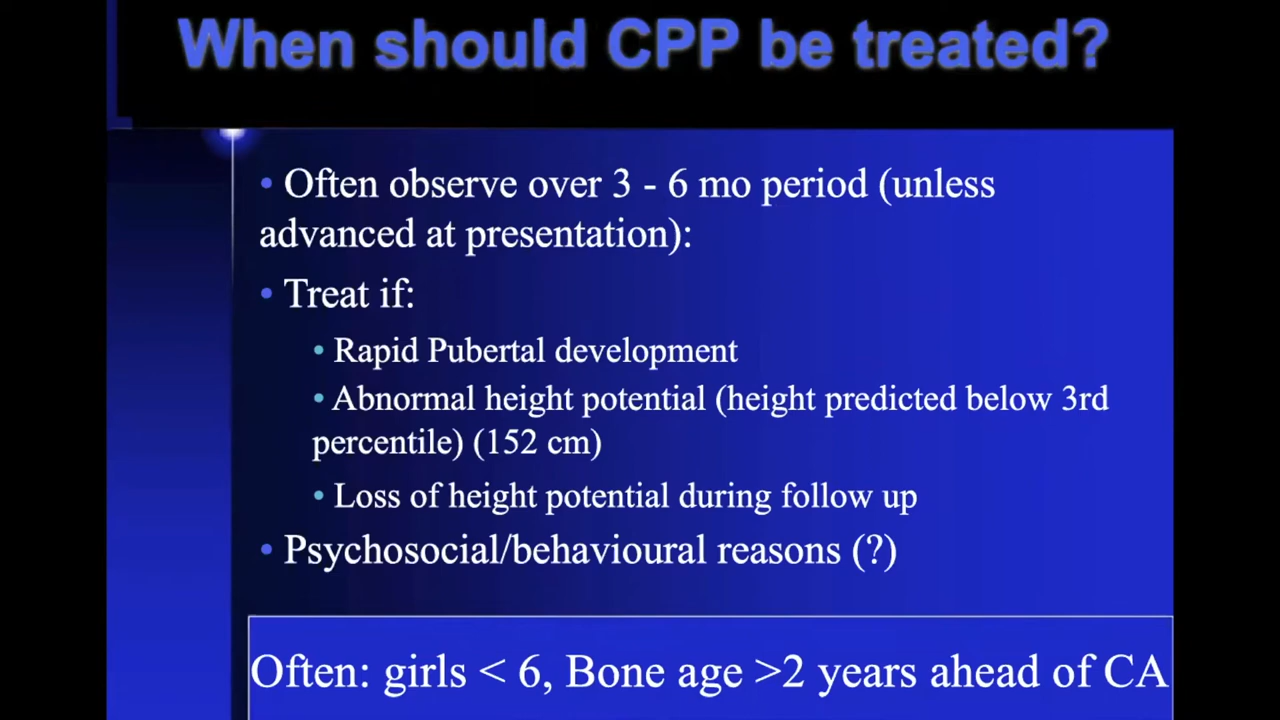 When should CPP be treated?
• Often observe over 3 - 6 mo period (unless
advanced at presentation):
• Treat if:
• Rapid Pubertal development
• Abnormal height potential (height predicted below 3rd
percentile) (152 cm)
• Loss of height potential during follow up
• Psychosocial/behavioural reasons (?)
Often: girls < 6, Bone age >2 years ahead of CA